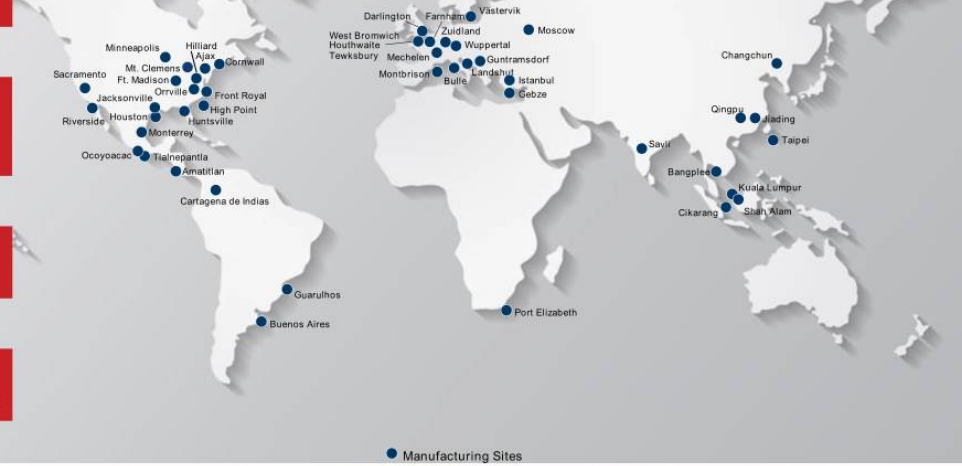 Darlington
Farnham
Västervik
West Bromwich
Houthwaite
Tewksbury
Zuidland
Moscow
Minneapolis
Hilliard
Ajax
Cornwall
Mt. Clemens
Wuppertal
Mechelen
Guntramsdorf
Changchun
Sacramento
Ft. Madison
Montbrison
Bulle
Landshut
Istanbul
Orrville
Front Royal
Gebze
Jacksonville
High Point
Qingpu
Jiading
Riverside
Houston
Huntsville
Monterrey
Taipei
Savli
Ocoyoacac
Tlalnepantla
Amatitlan
Bangplee
Kuala Lumpur
Cartagena de Indias
Cikarang
Shah Alam
Guarulhos
Port Elizabeth
Buenos Aires
Manufacturing Sites